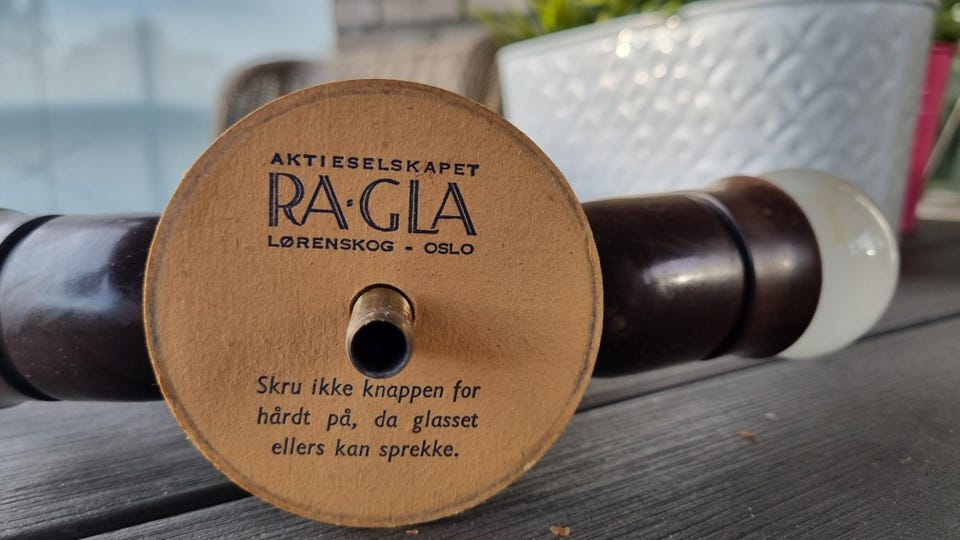 AKTIESELSKAPET
RA·GLA
LØRENSKOG - OSLO
Skru ikke knappen for
hårdt på, da glasset
ellers kan sprekke.